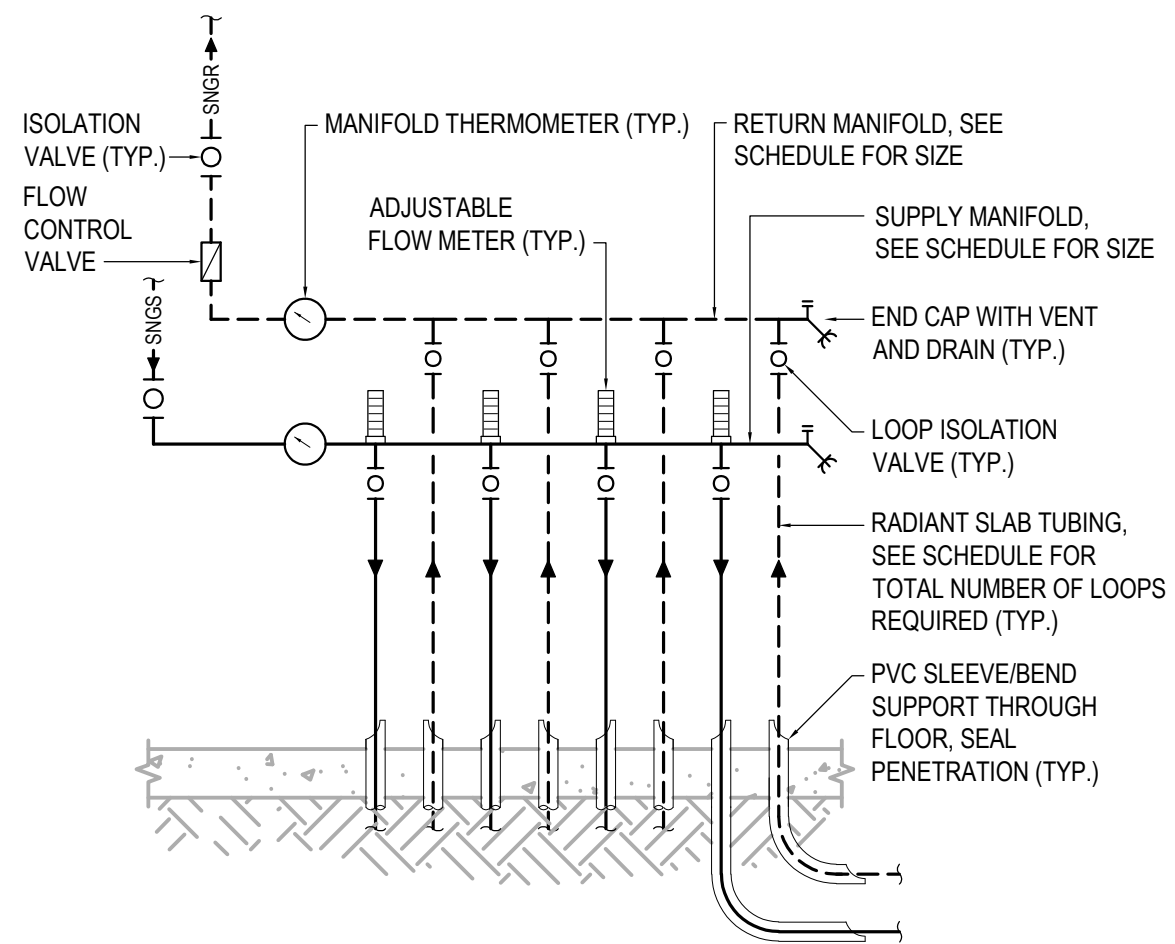 SNGR
ISOLATION
VALVE (TYP.)
FLOW
CONTROL
VALVE
SNGS
MANIFOLD THERMOMETER (TYP.)
ADJUSTABLE
FLOW METER (TYP.)
RETURN MANIFOLD, SEE
SCHEDULE FOR SIZE
SUPPLY MANIFOLD,
SEE SCHEDULE FOR SIZE
END CAP WITH VENT
AND DRAIN (TYP.)
LOOP ISOLATION
VALVE (TYP.)
RADIANT SLAB TUBING,
SEE SCHEDULE FOR
TOTAL NUMBER OF LOOPS
REQUIRED (TYP.)
PVC SLEEVE/BEND
SUPPORT THROUGH
FLOOR, SEAL
PENETRATION (TYP.)